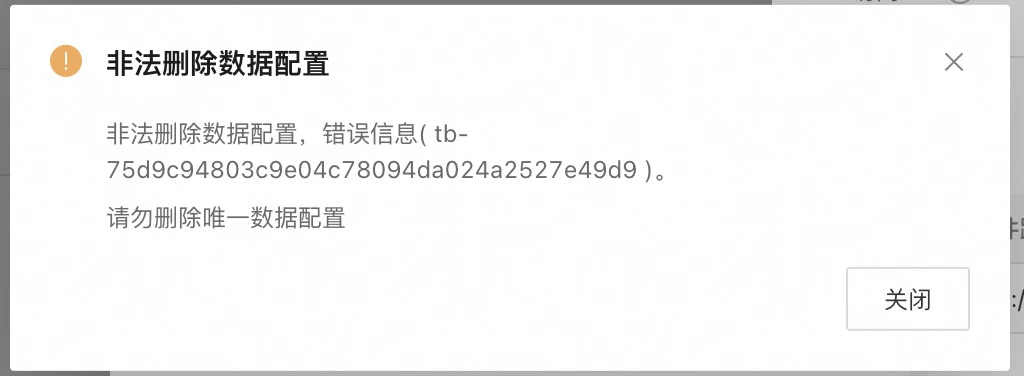 非法删除数据配置
非法删除数据配置，错误信息( tb-
75d9c94803c9e04c78094da024a2527e49d9 )。
请勿删除唯一数据配置
关闭
:/